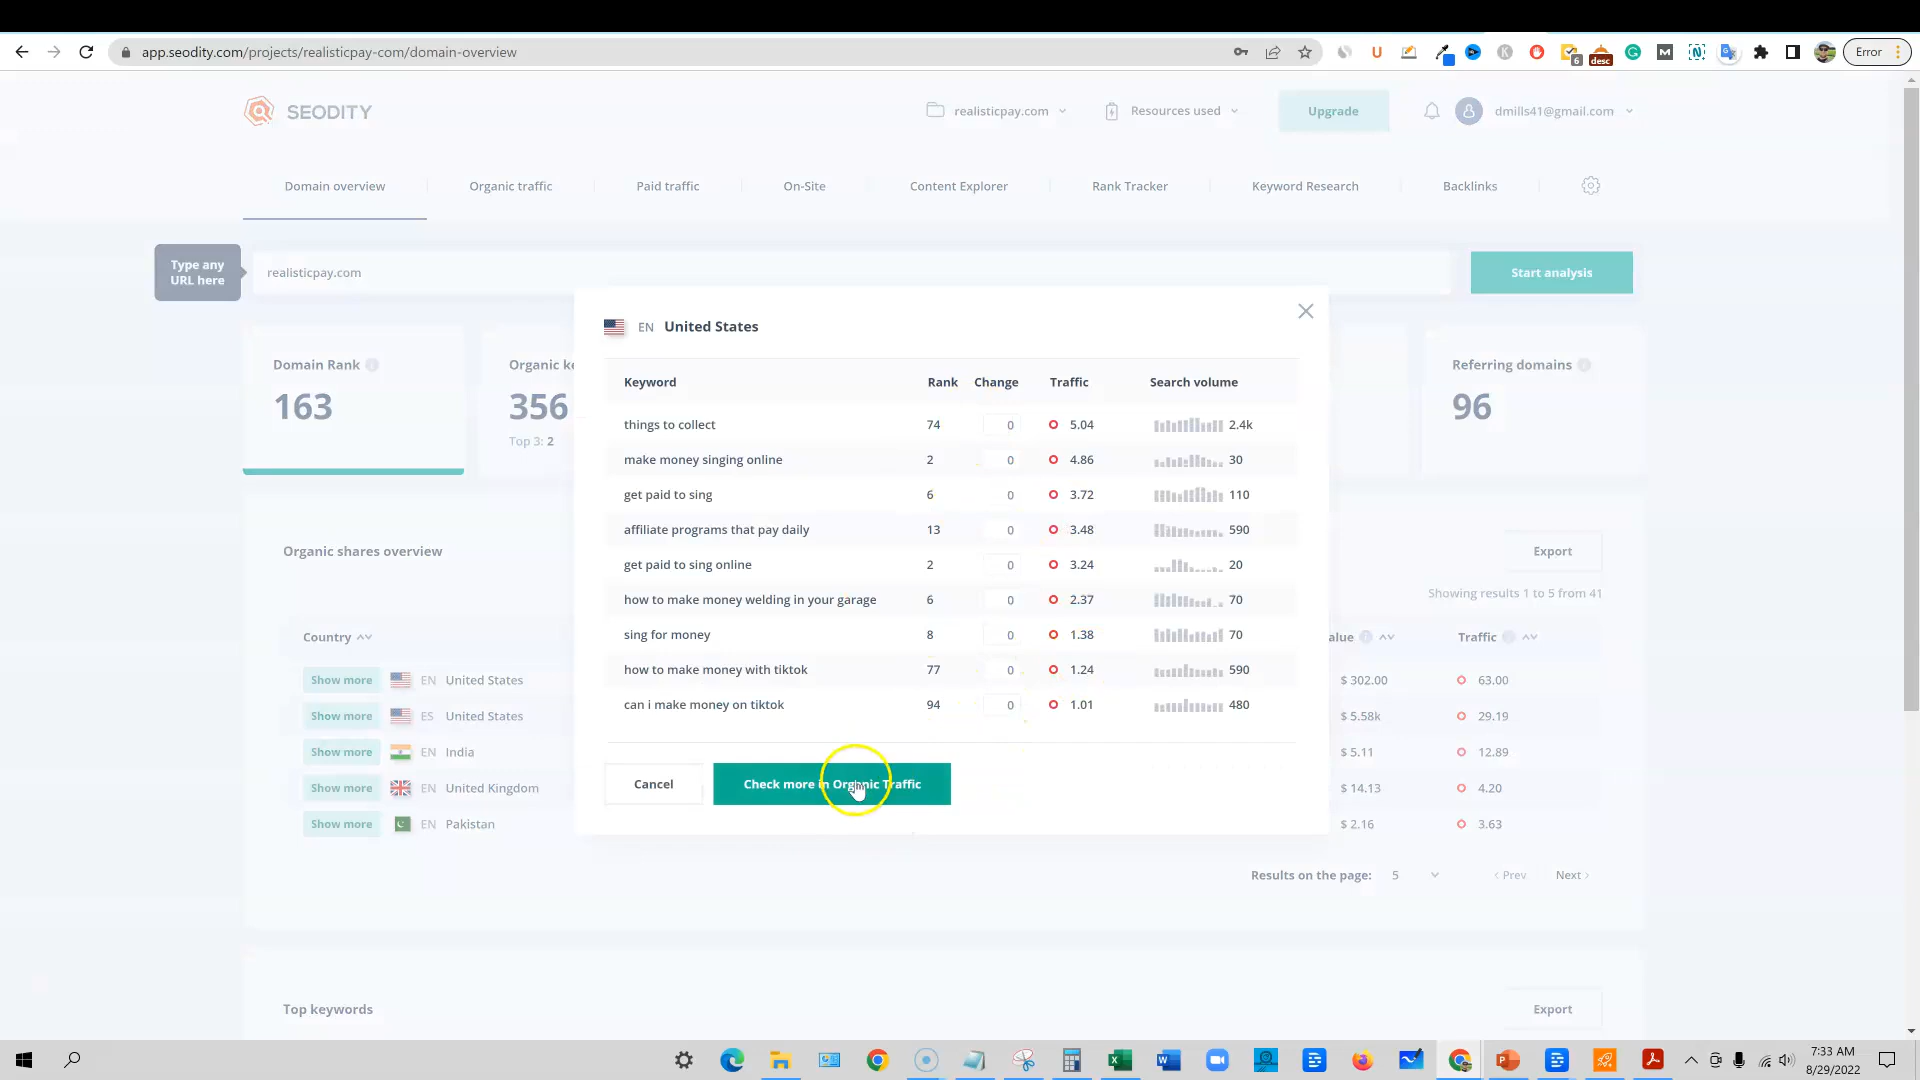 app.seodity.com/projects/realisticpay-com/domain-overview
6
desc
Error
SEODITY
realisticpay.com
Resources used
Upgrade
dmills41@gmail.com
Domain overview
Organic traffic
Paid traffic
On-Site
Content Explorer
Rank Tracker
Keyword Research
Backlinks
Type any
URL here
realisticpay.com
Start analysis
Domain Rank
163
Organic ke
356
Top 3: 2
Referring domains
96
EN United States
Keyword Rank Change Traffic Search volume
things to collect 74 0 5.04 2.4k
make money singing online 2 0 4.86 30
get paid to sing 6 0 3.72 110
affiliate programs that pay daily 13 0 3.48 590
get paid to sing online 2 0 3.24 20
how to make money welding in your garage 6 0 2.37 70
sing for money 8 0 1.38 70
how to make money with tiktok 77 0 1.24 590
can i make money on tiktok 94 0 1.01 480
Cancel
Check more in Organic Traffic
Organic shares overview
Export
Showing results 1 to 5 from 41
Country alue Traffic
Show more EN United States $ 302.00 63.00
Show more ES United States $ 5.58k 29.19
Show more EN India $ 5.11 12.89
Show more EN United Kingdom $ 14.13 4.20
Show more EN Pakistan $ 2.16 3.63
Results on the page: 5 Prev Next
Top keywords
Export
7:33 AM
8/29/2022